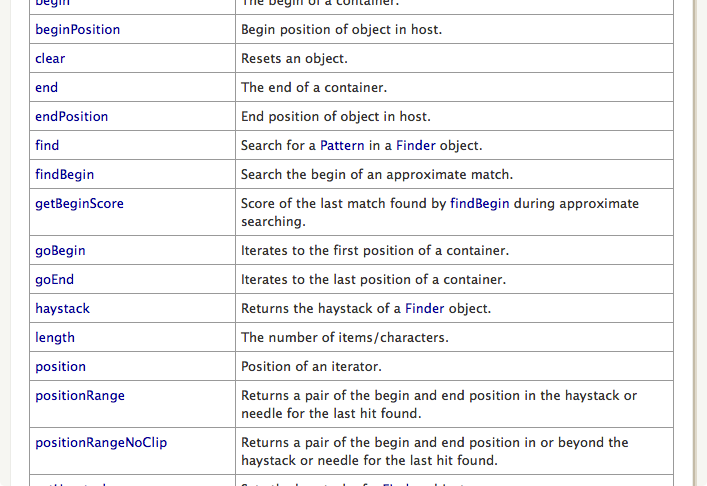 begin The begin of a container.
beginPosition Begin position of object in host.
clear Resets an object.
end The end of a container.
endPosition End position of object in host.
find Search for a Pattern in a Finder object.
findBegin Search the begin of an approximate match.
getBeginScore Score of the last match found by findBegin during approximate
searching.
goBegin Iterates to the first position of a container.
goEnd Iterates to the last position of a container.
haystack Returns the haystack of a Finder object.
length The number of items/characters.
position Position of an iterator.
positionRange Returns a pair of the begin and end position in the haystack or
needle for the last hit found.
positionRangeNoClip Returns a pair of the begin and end position in or beyond the
haystack or needle for the last hit found.